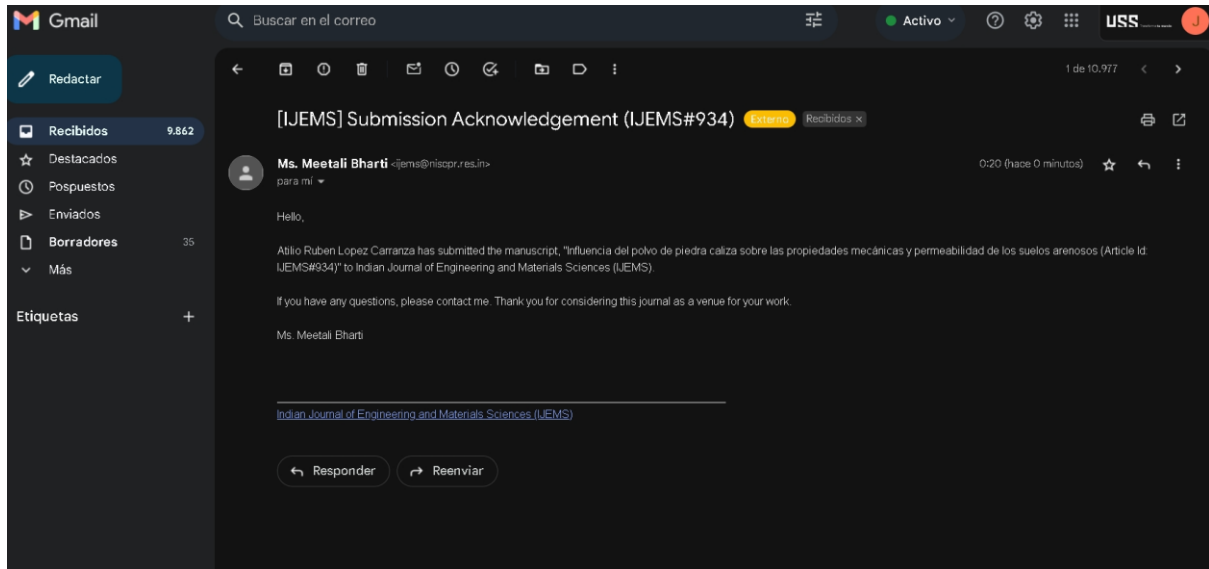 Gmail
Buscar en el correo
Activo
USS
J
Redactar
1 de 10.977
Recibidos 9.862
Destacados
Pospuestos
Enviados
Borradores 35
Más
Etiquetas +
[IJEMS] Submission Acknowledgement (IJEMS#934) Externo Recibidos ×
Ms. Meetali Bharti <ijems@niscpr.res.in> 0:20 (hace 0 minutos)
para mí
Hello,
Atilio Ruben Lopez Carranza has submitted the manuscript, "Influencia del polvo de piedra caliza sobre las propiedades mecánicas y permeabilidad de los suelos arenosos (Article Id:
IJEMS#934)" to Indian Journal of Engineering and Materials Sciences (IJEMS).
If you have any questions, please contact me. Thank you for considering this journal as a venue for your work.
Ms. Meetali Bharti
Indian Journal of Engineering and Materials Sciences (IJEMS)
Responder Reenviar